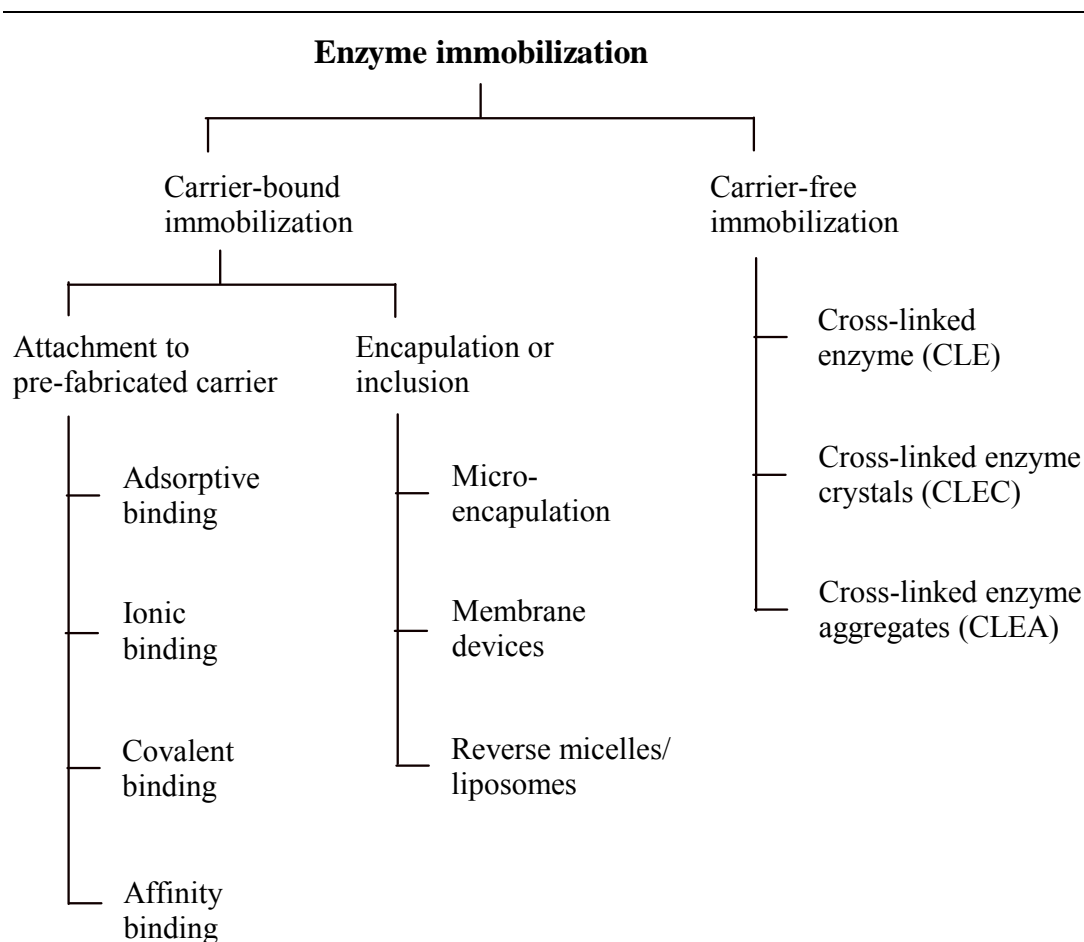 Enzyme immobilization
Carrier-bound
immobilization
Carrier-free
immobilization
Attachment to
pre-fabricated carrier
Encapulation or
inclusion
Adsorptive
binding
Ionic
binding
Covalent
binding
Affinity
binding
Micro-
encapulation
Membrane
devices
Reverse micelles/
liposomes
Cross-linked
enzyme (CLE)
Cross-linked enzyme
crystals (CLEC)
Cross-linked enzyme
aggregates (CLEA)